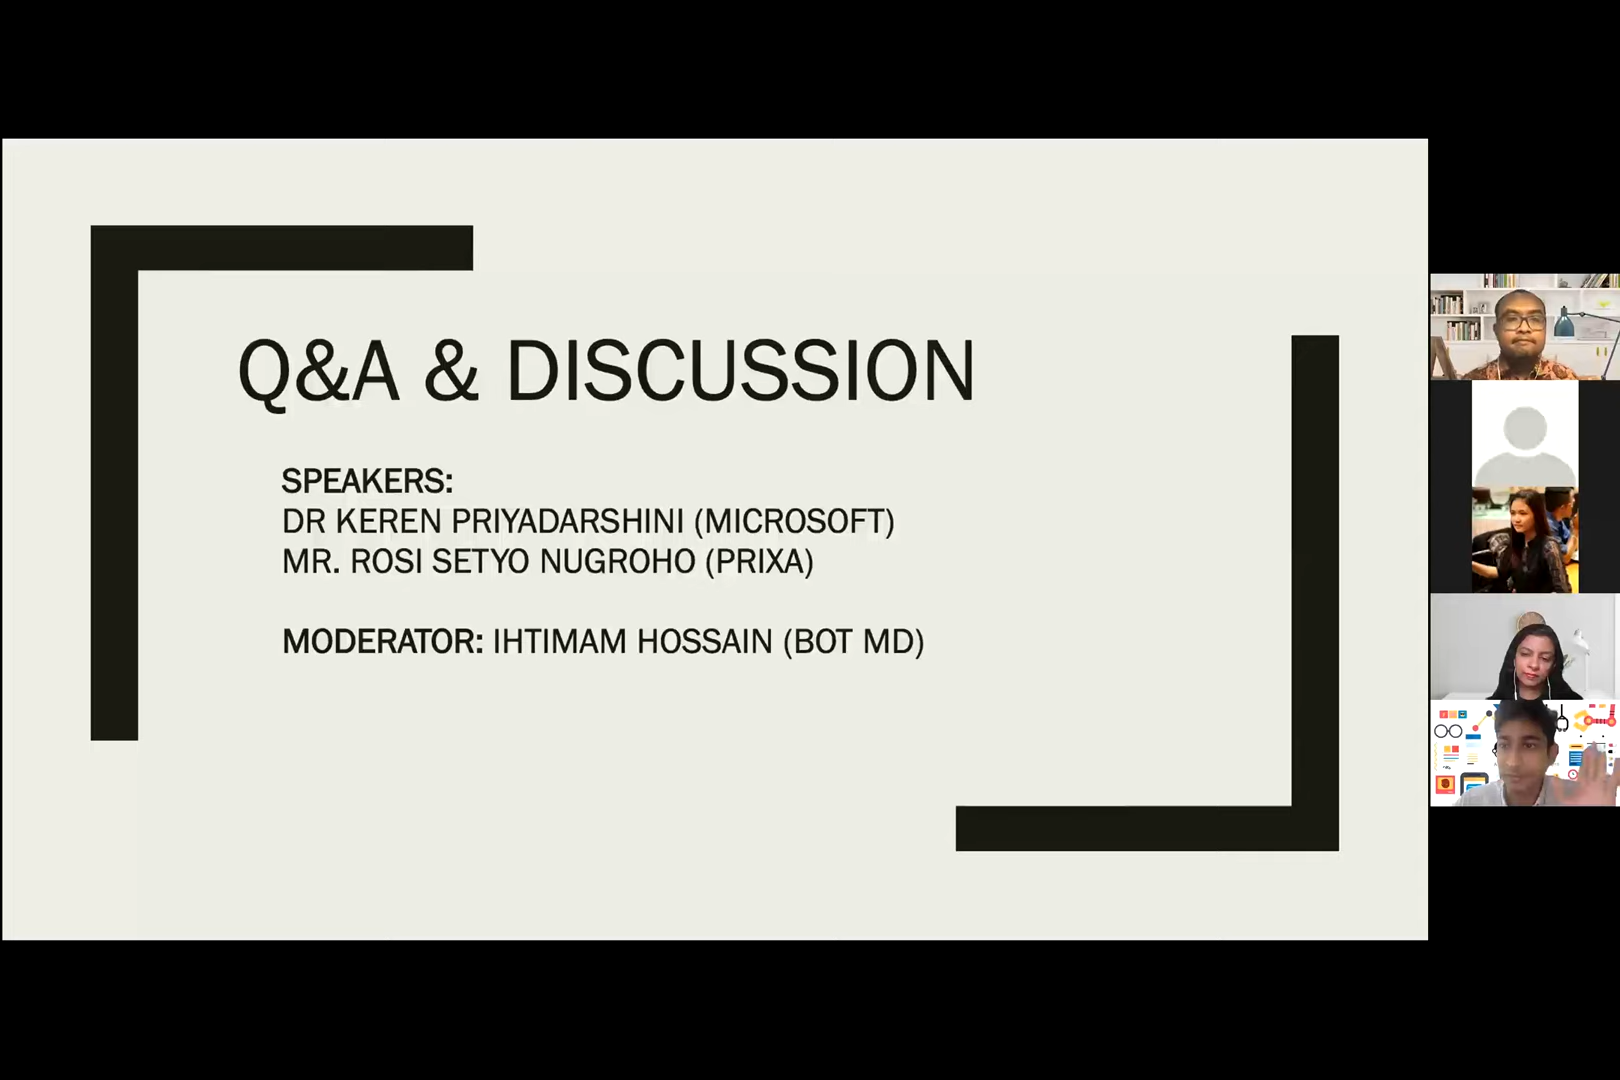 Q&A & DISCUSSION
SPEAKERS:
DR KEREN PRIYADARSHINI (MICROSOFT)
MR. ROSI SETYO NUGROHO (PRIXA)
MODERATOR: IHTIMAM HOSSAIN (BOT MD)